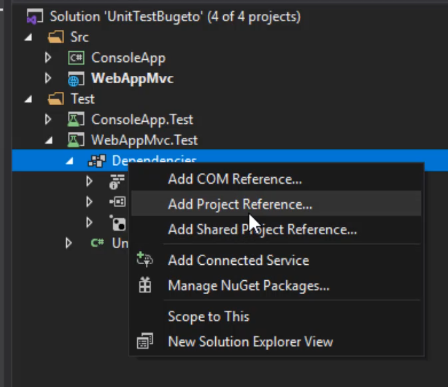 Solution 'UnitTestBugeto' (4 of 4 projects)
Src
C# ConsoleApp
WebAppMvc
Test
ConsoleApp.Test
WebAppMvc.Test
Dependencies
Add COM Reference...
Add Project Reference...
Add Shared Project Reference...
Add Connected Service
Manage NuGet Packages...
C# Un
Scope to This
New Solution Explorer View